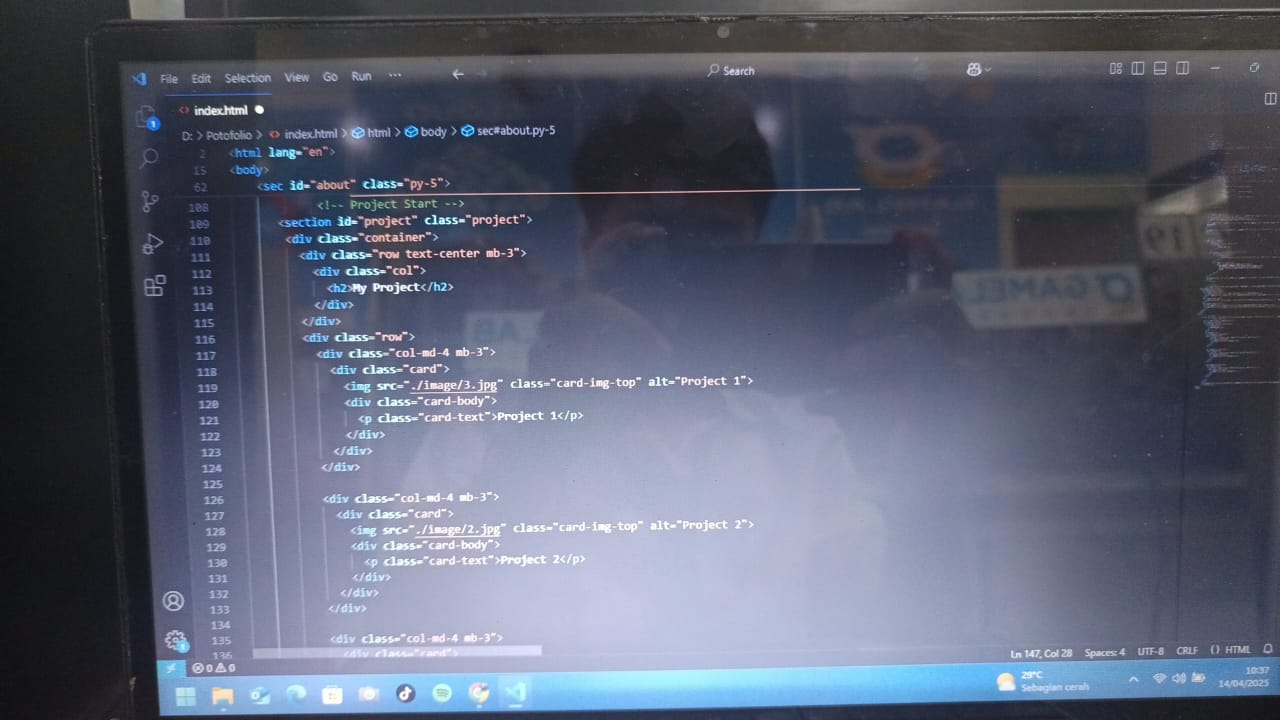 File Edit Selection View Go Run ··· Search
index.html
D: > Potofolio > index.html > html > body > sec#about.py-5
2 <html lang="en">
15 <body>
62 <sec id="about" class="py-5">
108 <!-- Project Start -->
109 <section id="project" class="project">
110 <div class="container">
111 <div class="row text-center mb-3">
112 <div class="col">
113 <h2>My Project</h2>
114 </div>
115 </div>
116 <div class="row">
117 <div class="col-md-4 mb-3">
118 <div class="card">
119 <img src="./image/3.jpg" class="card-img-top" alt="Project 1">
120 <div class="card-body">
121 <p class="card-text">Project 1</p>
122 </div>
123 </div>
124 </div>
125
126 <div class="col-md-4 mb-3">
127 <div class="card">
128 <img src="./image/2.jpg" class="card-img-top" alt="Project 2">
129 <div class="card-body">
130 <p class="card-text">Project 2</p>
131 </div>
132 </div>
133 </div>
134
135 <div class="col-md-4 mb-3">
136 <div class="card">
0 0 Ln 147, Col 28 Spaces: 4 UTF-8 CRLF {} HTML
29°C 10:37
Sebagian cerah 14/04/2025